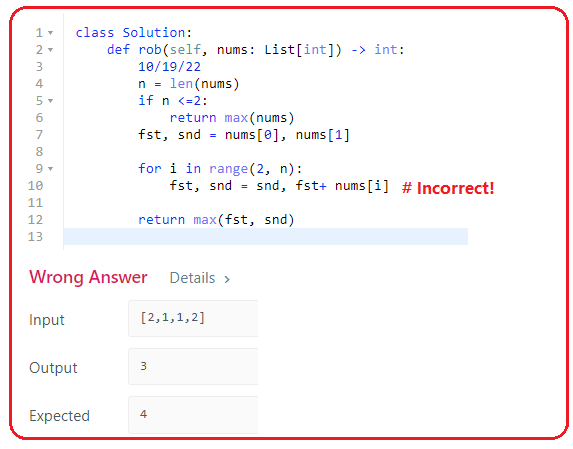 1 class Solution:
2 def rob(self, nums: List[int]) -> int:
3 10/19/22
4 n = len(nums)
5 if n <=2:
6 return max(nums)
7 fst, snd = nums[0], nums[1]
8
9 for i in range(2, n):
10 fst, snd = snd, fst+ nums[i] # Incorrect!
11
12 return max(fst, snd)
13
Wrong Answer Details >
Input [2,1,1,2]
Output 3
Expected 4